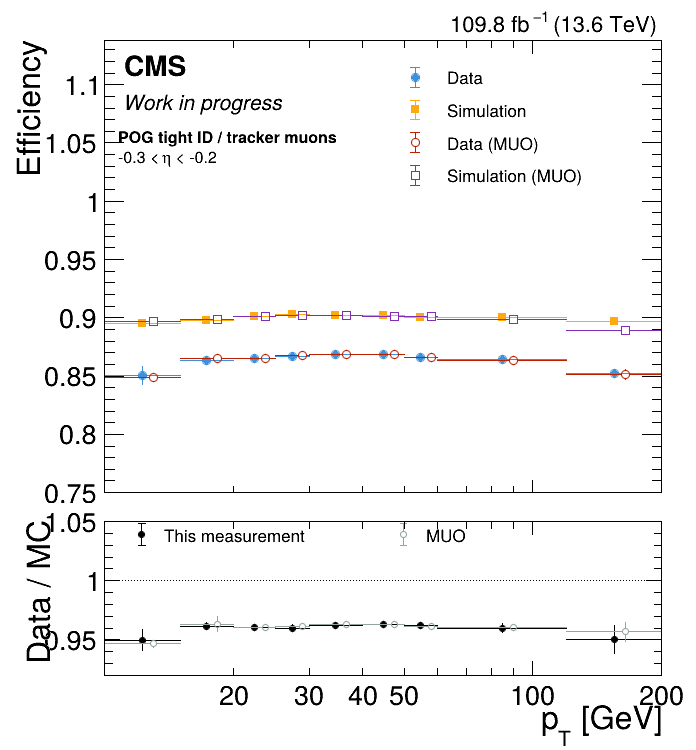 109.8 fb⁻¹ (13.6 TeV)
Efficiency
CMS
Work in progress
POG tight ID / tracker muons
-0.3 < η < -0.2
Data
Simulation
Data (MUO)
Simulation (MUO)
1.1
1.05
1
0.95
0.9
0.85
0.8
0.75
Data / MC
This measurement
MUO
1.05
1
0.95
20
30
40
50
100
200
p_T [GeV]